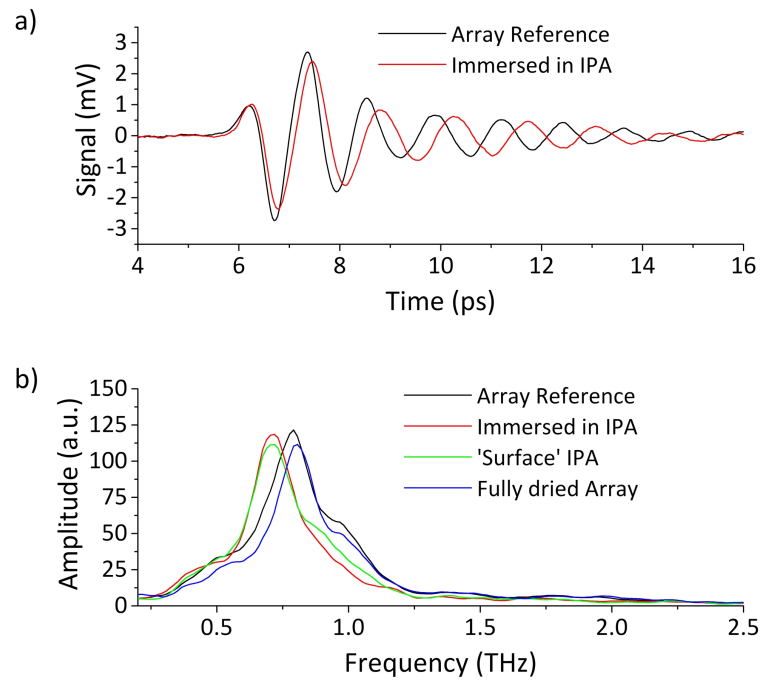 a)
Array Reference
Immersed in IPA
Signal (mV)
3
2
1
0
-1
-2
-3
4 6 8 10 12 14 16
Time (ps)
b)
Array Reference
Immersed in IPA
'Surface' IPA
Fully dried Array
Amplitude (a.u.)
150
125
100
75
50
25
0
0.5 1.0 1.5 2.0 2.5
Frequency (THz)